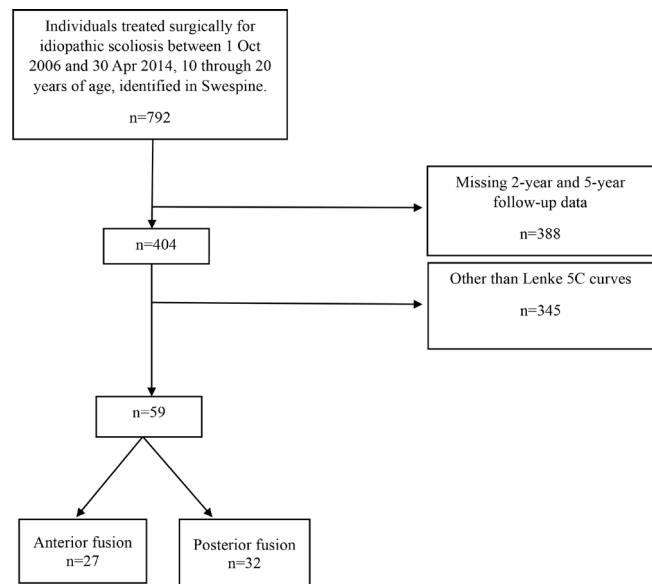 Individuals treated surgically for
idiopathic scoliosis between 1 Oct
2006 and 30 Apr 2014, 10 through 20
years of age, identified in Swespine.
n=792
Missing 2-year and 5-year
follow-up data
n=388
n=404
Other than Lenke 5C curves
n=345
n=59
Anterior fusion
n=27
Posterior fusion
n=32